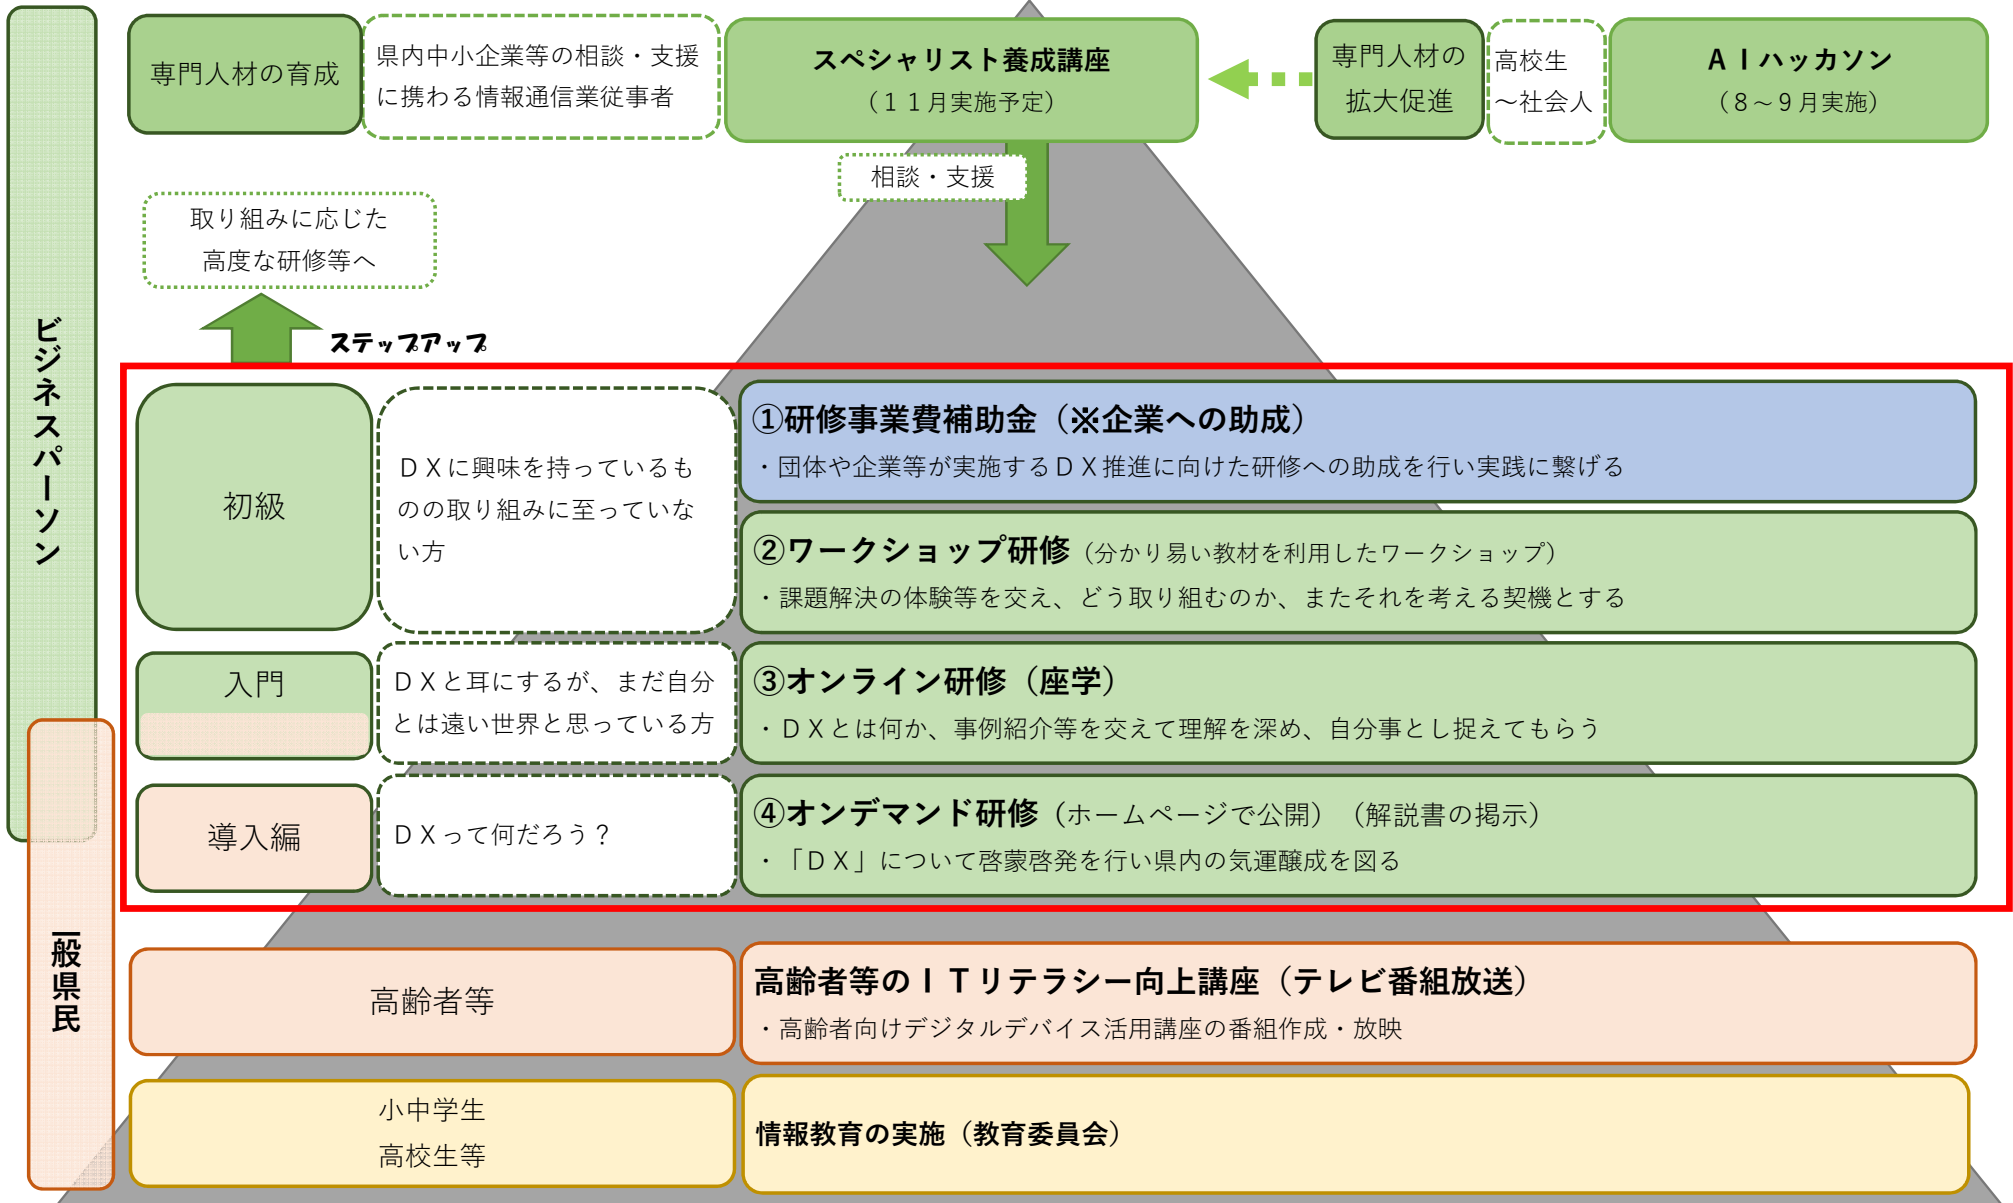 ビジネスパーソン
一般県民
専門人材の育成
県内中小企業等の相談・支援
に携わる情報通信業従事者
スペシャリスト養成講座
（１１月実施予定）
専門人材の
拡大促進
高校生
～社会人
ＡＩハッカソン
（８～９月実施）
相談・支援
取り組みに応じた
高度な研修等へ
ステップアップ
初級
ＤＸに興味を持っているも
のの取り組みに至っていな
い方
①研修事業費補助金（※企業への助成）
・団体や企業等が実施するＤＸ推進に向けた研修への助成を行い実践に繋げる
②ワークショップ研修（分かり易い教材を利用したワークショップ）
・課題解決の体験等を交え、どう取り組むのか、またそれを考える契機とする
入門
ＤＸと耳にするが、まだ自分
とは遠い世界と思っている方
③オンライン研修（座学）
・ＤＸとは何か、事例紹介等を交えて理解を深め、自分事とし捉えてもらう
導入編
ＤＸって何だろう？
④オンデマンド研修（ホームページで公開）（解説書の掲示）
・「ＤＸ」について啓蒙啓発を行い県内の気運醸成を図る
高齢者等
高齢者等のＩＴリテラシー向上講座（テレビ番組放送）
・高齢者向けデジタルデバイス活用講座の番組作成・放映
小中学生
高校生等
情報教育の実施（教育委員会）